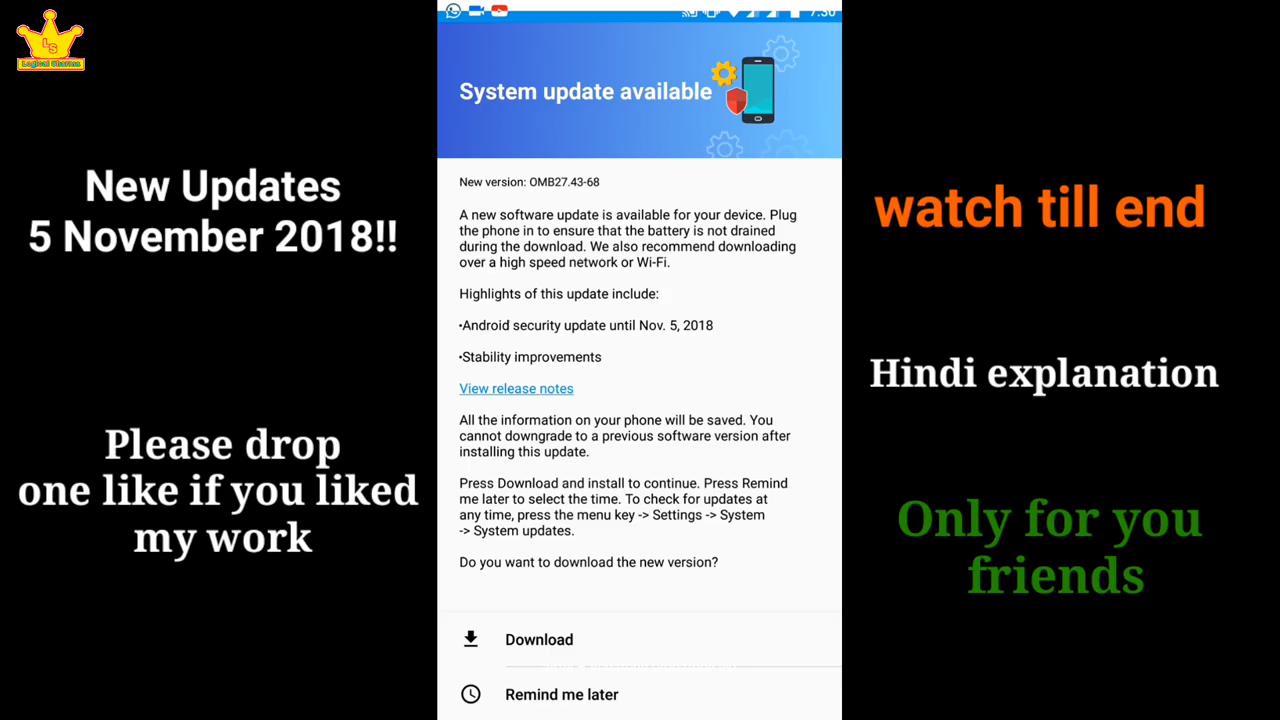 LS
Logical Sharma
New Updates
5 November 2018!!
Please drop
one like if you liked
my work
7:30
System update available
New version: OMB27.43-68
A new software update is available for your device. Plug
the phone in to ensure that the battery is not drained
during the download. We also recommend downloading
over a high speed network or Wi-Fi.
Highlights of this update include:
•Android security update until Nov. 5, 2018
•Stability improvements
View release notes
All the information on your phone will be saved. You
cannot downgrade to a previous software version after
installing this update.
Press Download and install to continue. Press Remind
me later to select the time. To check for updates at
any time, press the menu key -> Settings -> System
-> System updates.
Do you want to download the new version?
Download
Remind me later
watch till end
Hindi explanation
Only for you
friends